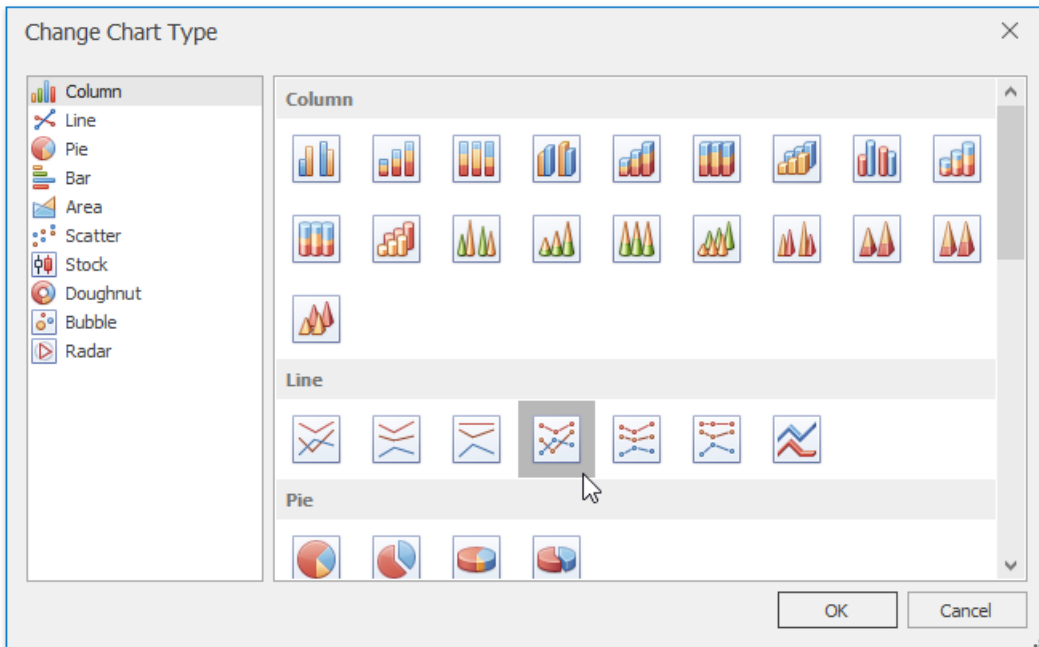 Change Chart Type
Column
Line
Pie
Bar
Area
Scatter
Stock
Doughnut
Bubble
Radar
Column
Line
Pie
OK
Cancel